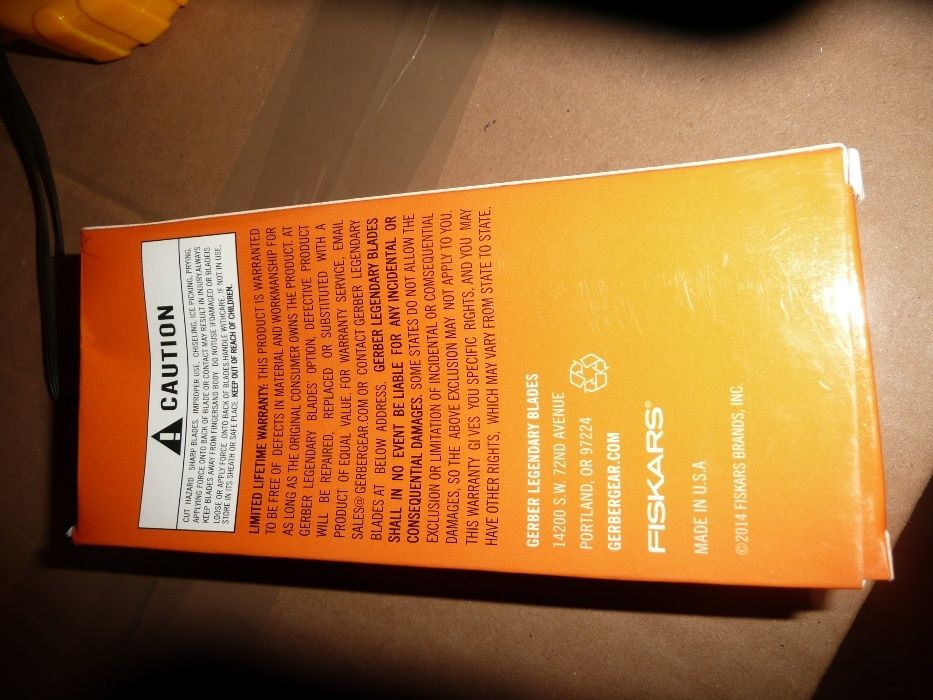 CAUTION
CUT HAZARD SHARP BLADES. IMPROPER USE, CHISELING, ICE PICKING, PRYING,
APPLYING FORCE ONTO BACK OF BLADE OR CONTACT MAY RESULT IN INJURY.ALWAYS
KEEP BLADES AWAY FROM FINGERSAND BODY. DO NOTUSE IFDAMAGED OR BLADEIS
LOOSE OR APPLY FORCE ONTO BACK OF BLADES.HANDLE WITHCARE. IF NOT IN USE,
STORE IN ITS SHEATH OR SAFE PLACE. KEEP OUT OF REACH OF CHILDREN.
LIMITED LIFETIME WARRANTY: THIS PRODUCT IS WARRANTED
TO BE FREE OF DEFECTS IN MATERIAL AND WORKMANSHIP FOR
AS LONG AS THE ORIGINAL CONSUMER OWNS THE PRODUCT. AT
GERBER LEGENDARY BLADES' OPTION, DEFECTIVE PRODUCT
WILL BE REPAIRED, REPLACED OR SUBSTITUTED WITH A
PRODUCT OF EQUAL VALUE. FOR WARRANTY SERVICE, EMAIL
SALES@GERBERGEAR.COM OR CONTACT GERBER LEGENDARY
BLADES AT BELOW ADDRESS. GERBER LEGENDARY BLADES
SHALL IN NO EVENT BE LIABLE FOR ANY INCIDENTAL OR
CONSEQUENTIAL DAMAGES. SOME STATES DO NOT ALLOW THE
EXCLUSION OR LIMITATION OF INCIDENTAL OR CONSEQUENTIAL
DAMAGES, SO THE ABOVE EXCLUSION MAY NOT APPLY TO YOU.
THIS WARRANTY GI VES YOU SPECIFIC RIGHTS, AND YOU MAY
HAVE OTHER RIGHTS, WHICH MAY VARY FROM STATE TO STATE.
GERBER LEGENDARY BLADES
14200 S.W. 72ND AVENUE
PORTLAND, OR 97224
GERBERGEAR.COM
FISKARS®
MADE IN U.S.A
©2014 FISKARS BRANDS, INC.